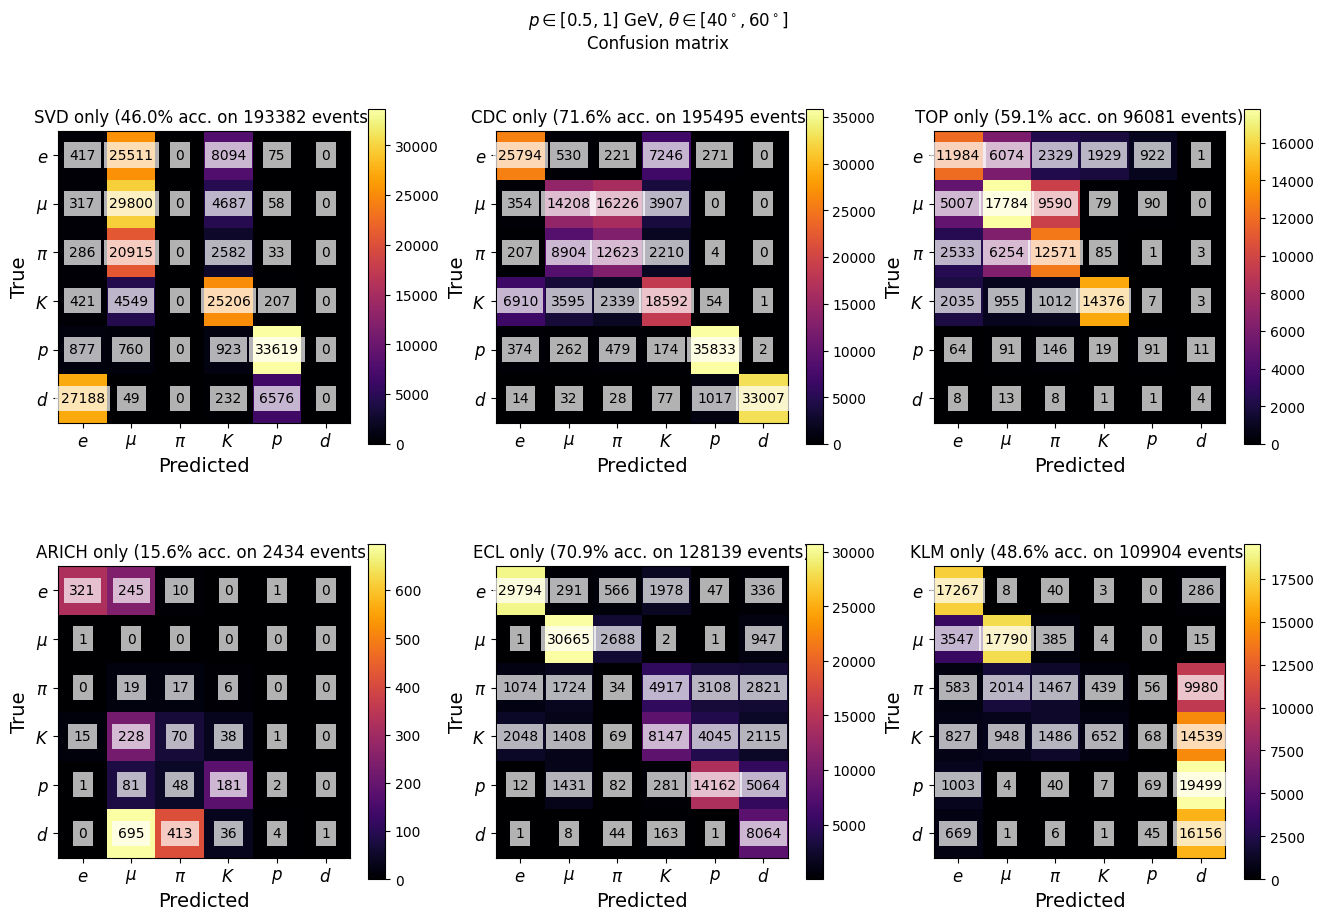 p ∈ [0.5, 1] GeV, θ ∈ [40°, 60°]
Confusion matrix
SVD only (46.0% acc. on 193382 events
e 417 25511 0 8094 75 0
μ 317 29800 0 4687 58 0
π 286 20915 0 2582 33 0
K 421 4549 0 25206 207 0
p 877 760 0 923 33619 0
d 27188 49 0 232 6576 0
e μ π K p d
Predicted
True
30000
25000
20000
15000
10000
5000
0
CDC only (71.6% acc. on 195495 events
e 25794 530 221 7246 271 0
μ 354 14208 16226 3907 0 0
π 207 8904 12623 2210 4 0
K 6910 3595 2339 18592 54 1
p 374 262 479 174 35833 2
d 14 32 28 77 1017 33007
e μ π K p d
Predicted
True
35000
30000
25000
20000
15000
10000
5000
0
TOP only (59.1% acc. on 96081 events)
e 11984 6074 2329 1929 922 1
μ 5007 17784 9590 79 90 0
π 2533 6254 12571 85 1 3
K 2035 955 1012 14376 7 3
p 64 91 146 19 91 11
d 8 13 8 1 1 4
e μ π K p d
Predicted
True
16000
14000
12000
10000
8000
6000
4000
2000
0
ARICH only (15.6% acc. on 2434 events
e 321 245 10 0 1 0
μ 1 0 0 0 0 0
π 0 19 17 6 0 0
K 15 228 70 38 1 0
p 1 81 48 181 2 0
d 0 695 413 36 4 1
e μ π K p d
Predicted
True
600
500
400
300
200
100
0
ECL only (70.9% acc. on 128139 events)
e 29794 291 566 1978 47 336
μ 1 30665 2688 2 1 947
π 1074 1724 34 4917 3108 2821
K 2048 1408 69 8147 4045 2115
p 12 1431 82 281 14162 5064
d 1 8 44 163 1 8064
e μ π K p d
Predicted
True
30000
25000
20000
15000
10000
5000
KLM only (48.6% acc. on 109904 events
e 17267 8 40 3 0 286
μ 3547 17790 385 4 0 15
π 583 2014 1467 439 56 9980
K 827 948 1486 652 68 14539
p 1003 4 40 7 69 19499
d 669 1 6 1 45 16156
e μ π K p d
Predicted
True
17500
15000
12500
10000
7500
5000
2500
0